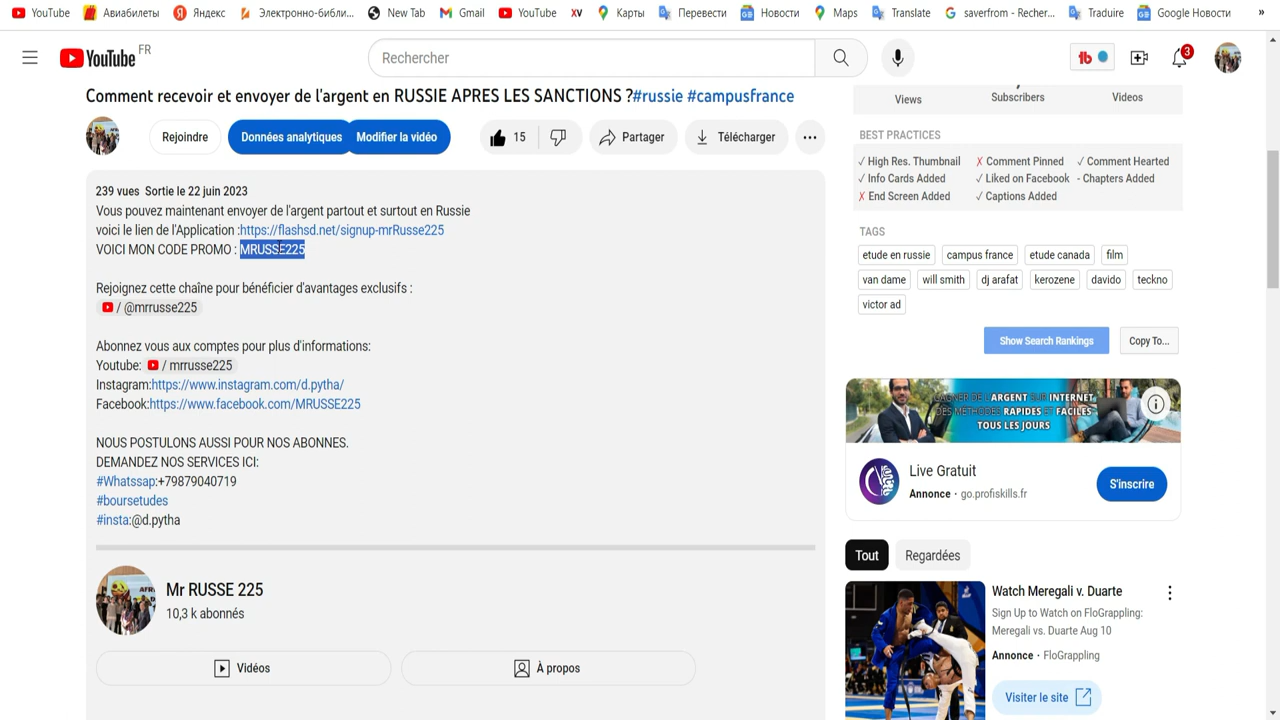 YouTube
Авиабилеты
Яндекс
Электронно-библи...
New Tab
Gmail
YouTube
XV
Карты
Перевести
Новости
Maps
Translate
saverfrom - Recher...
Traduire
Google Новости
»
YouTube FR
Rechercher
tb
3
Comment recevoir et envoyer de l'argent en RUSSIE APRES LES SANCTIONS ?#russie #campusfrance
Rejoindre
Données analytiques
Modifier la vidéo
15
Partager
Télécharger
239 vues Sortie le 22 juin 2023
Vous pouvez maintenant envoyer de l'argent partout et surtout en Russie
voici le lien de l'Application :https://flashsd.net/signup-mrRusse225
VOICI MON CODE PROMO : MRUSSE225
Rejoignez cette chaîne pour bénéficier d'avantages exclusifs :
/ @mrrusse225
Abonnez vous aux comptes pour plus d'informations:
Youtube: / mrrusse225
Instagram:https://www.instagram.com/d.pytha/
Facebook:https://www.facebook.com/MRUSSE225
NOUS POSTULONS AUSSI POUR NOS ABONNES.
DEMANDEZ NOS SERVICES ICI:
#Whatssap:+79879040719
#boursetudes
#insta:@d.pytha
Mr RUSSE 225
10,3 k abonnés
Vidéos
À propos
Views
Subscribers
Videos
BEST PRACTICES
✓ High Res. Thumbnail ✗ Comment Pinned ✓ Comment Hearted
✓ Info Cards Added ✓ Liked on Facebook - Chapters Added
✗ End Screen Added ✓ Captions Added
TAGS
etude en russie campus france etude canada film
van dame will smith dj arafat kerozene davido teckno
victor ad
Show Search Rankings
Copy To...
GAGNER DE L'ARGENT SUR INTERNET
DES MÉTHODES RAPIDES ET FACILES
TOUS LES JOURS
Live Gratuit
Annonce · go.profiskills.fr
S'inscrire
Tout
Regardées
Watch Meregali v. Duarte
Sign Up to Watch on FloGrappling:
Meregali vs. Duarte Aug 10
Annonce · FloGrappling
Visiter le site